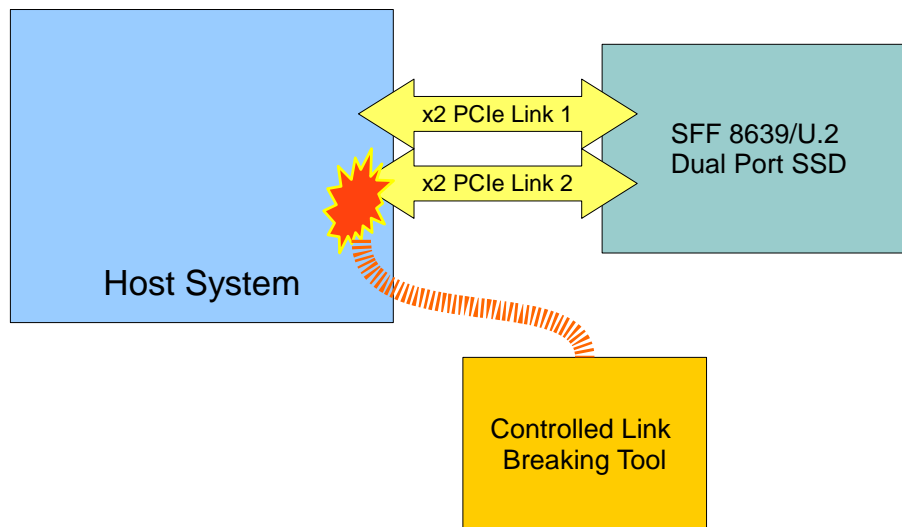 x2 PCIe Link 1
x2 PCIe Link 2
SFF 8639/U.2
Dual Port SSD
Host System
Controlled Link
Breaking Tool